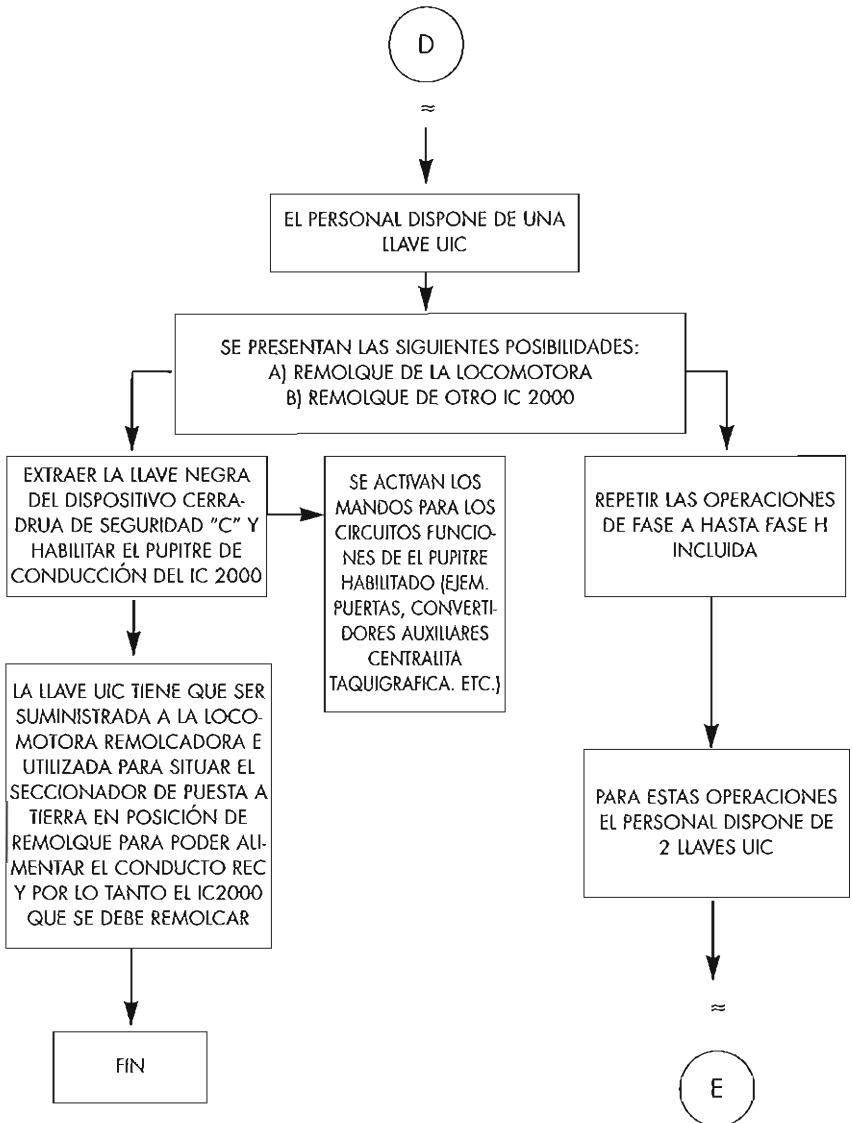 D
≈
EL PERSONAL DISPONE DE UNA
LLAVE UIC
SE PRESENTAN LAS SIGUIENTES POSIBILIDADES:
A) REMOLQUE DE LA LOCOMOTORA
B) REMOLQUE DE OTRO IC 2000
EXTRAER LA LLAVE NEGRA
DEL DISPOSITIVO CERRA-
DRUA DE SEGURIDAD "C" Y
HABILITAR EL PUPITRE DE
CONDUCCIÓN DEL IC 2000
SE ACTIVAN LOS
MANDOS PARA LOS
CIRCUITOS FUNCIO-
NES DE EL PUPITRE
HABILITADO (EJEM.
PUERTAS, CONVERTI-
DORES AUXILIARES
CENTRALITA
TAQUIGRAFICA. ETC.)
REPETIR LAS OPERACIONES
DE FASE A HASTA FASE H
INCLUIDA
LA LLAVE UIC TIENE QUE SER
SUMINISTRADA A LA LOCO-
MOTORA REMOLCADORA E
UTILIZADA PARA SITUAR EL
SECCIONADOR DE PUESTA A
TIERRA EN POSICIÓN DE
REMOLQUE PARA PODER ALI-
MENTAR EL CONDUCTO REC
Y POR LO TANTO EL IC2000
QUE SE DEBE REMOLCAR
PARA ESTAS OPERACIONES
EL PERSONAL DISPONE DE
2 LLAVES UIC
FIN
≈
E